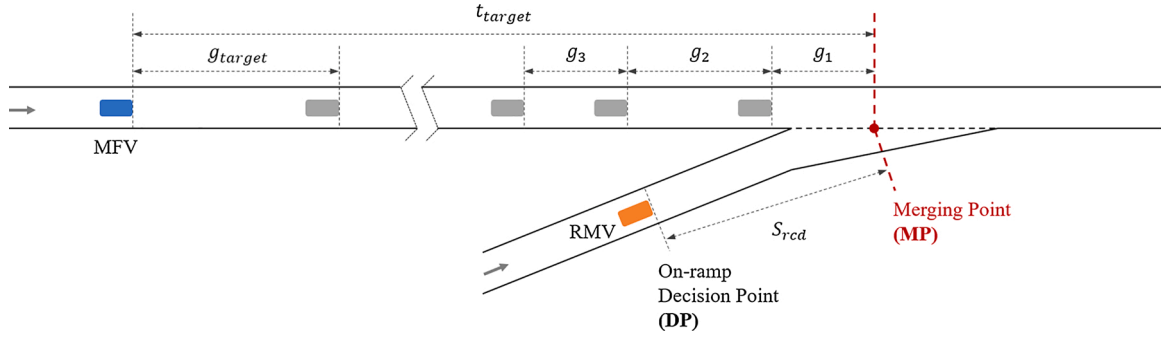 t_target
g_target
g_3
g_2
g_1
MFV
RMV
S_rcd
Merging Point
(MP)
On-ramp
Decision Point
(DP)